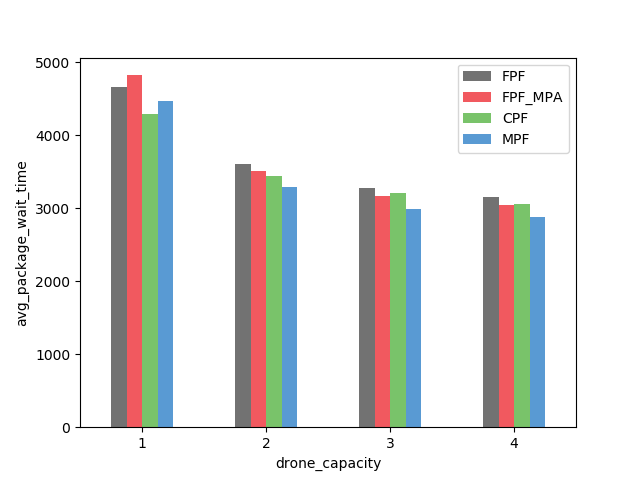 5000
4000
3000
2000
1000
0
avg_package_wait_time
FPF
FPF_MPA
CPF
MPF
1 2 3 4
drone_capacity